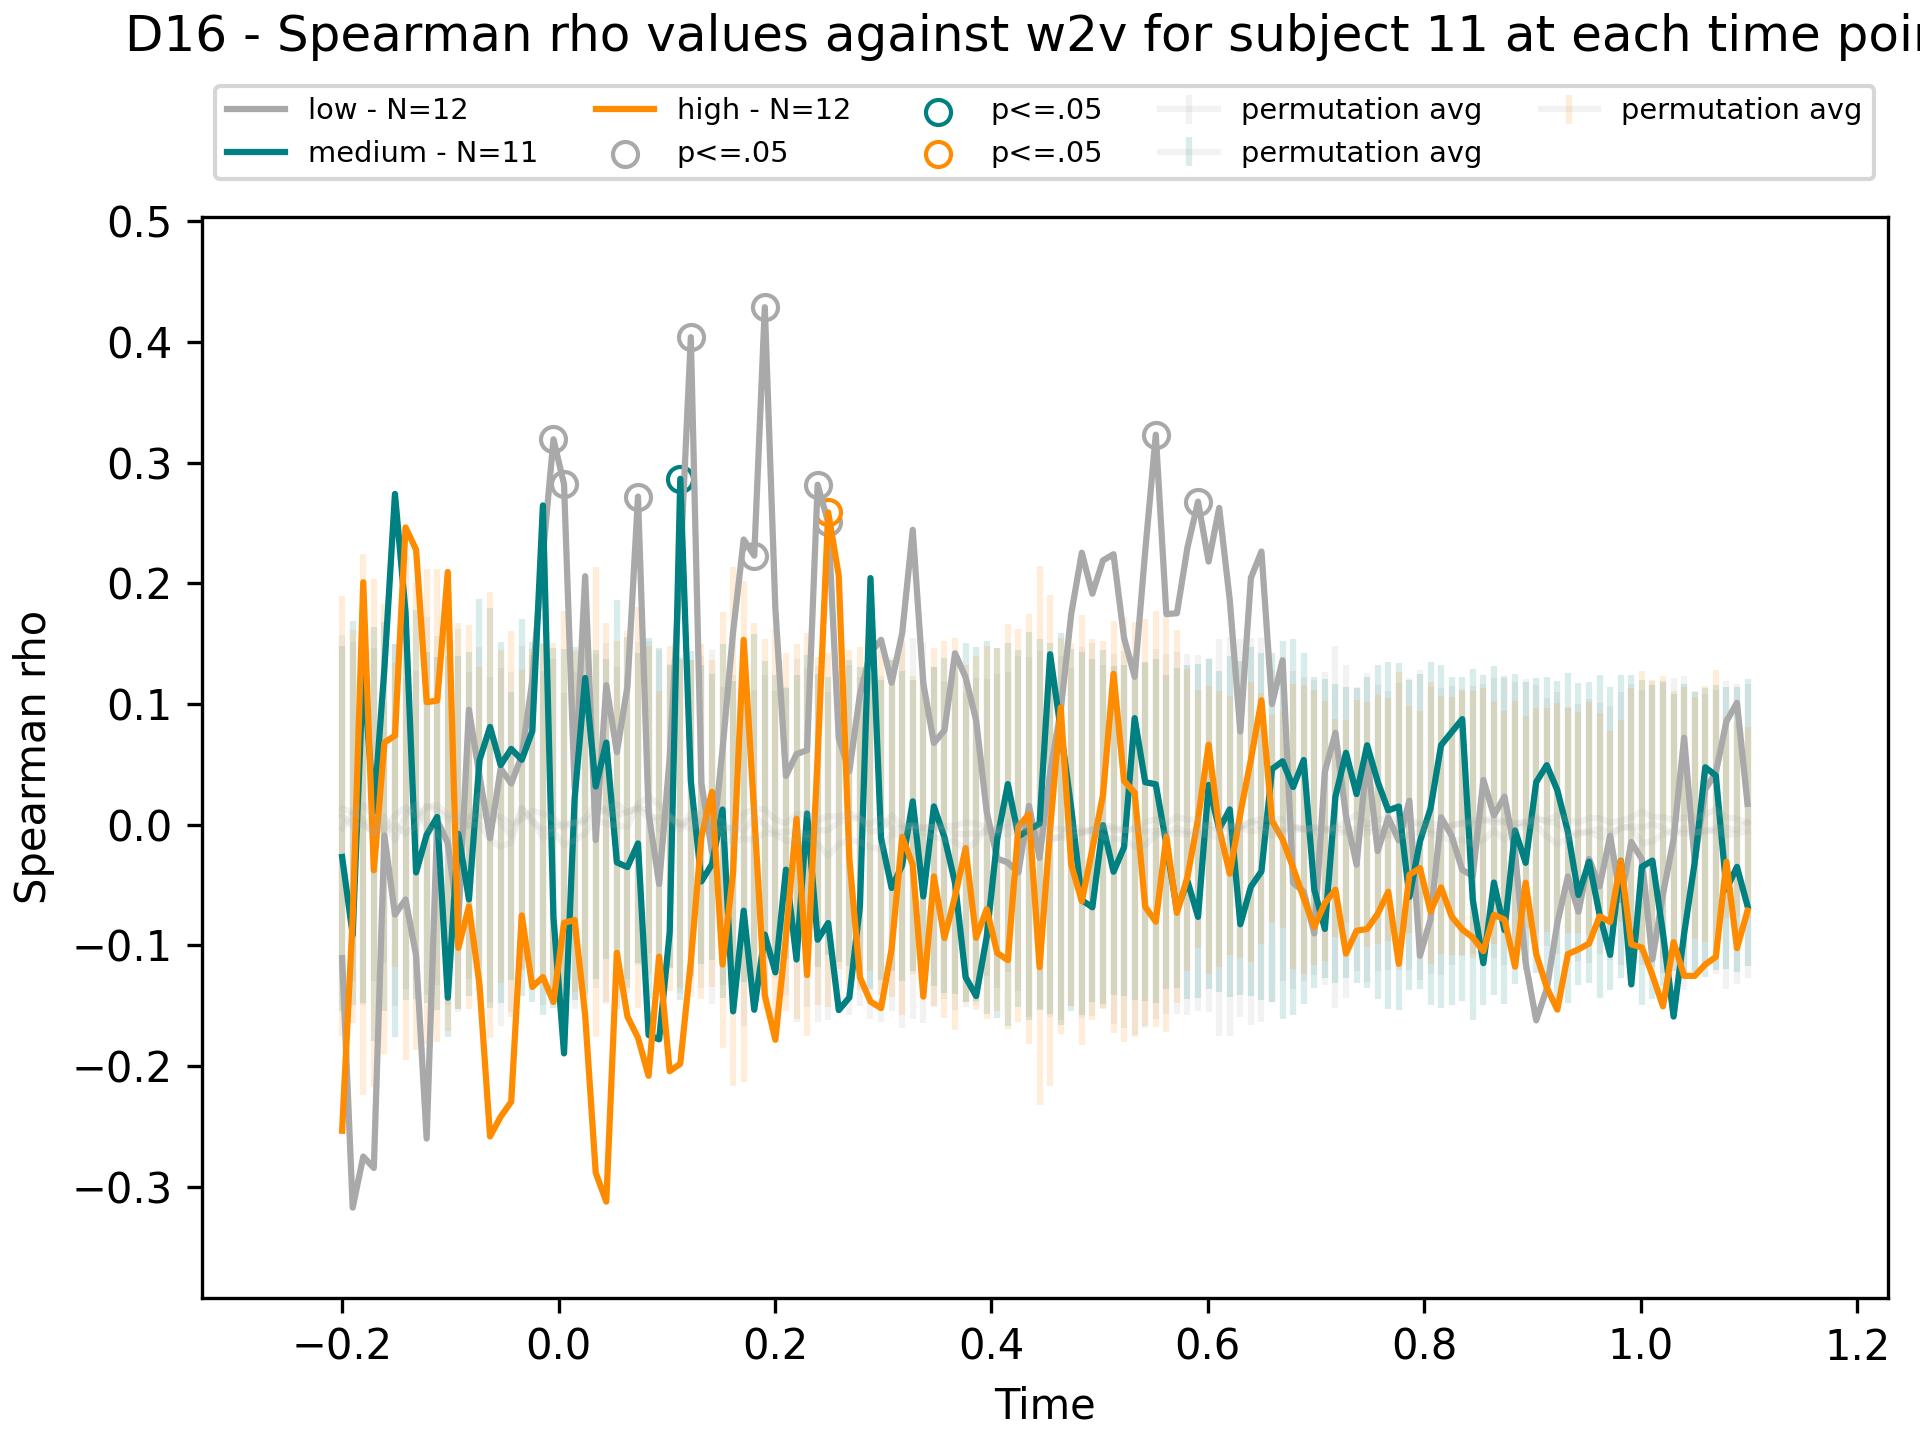 D16 - Spearman rho values against w2v for subject 11 at each time
low - N=12
medium - N=11
high - N=12
p<=.05
p<=.05
p<=.05
permutation avg
permutation avg
permutation avg
Spearman rho
0.5
0.4
0.3
0.2
0.1
0.0
−0.1
−0.2
−0.3
−0.2 0.0 0.2 0.4 0.6 0.8 1.0 1.2
Time